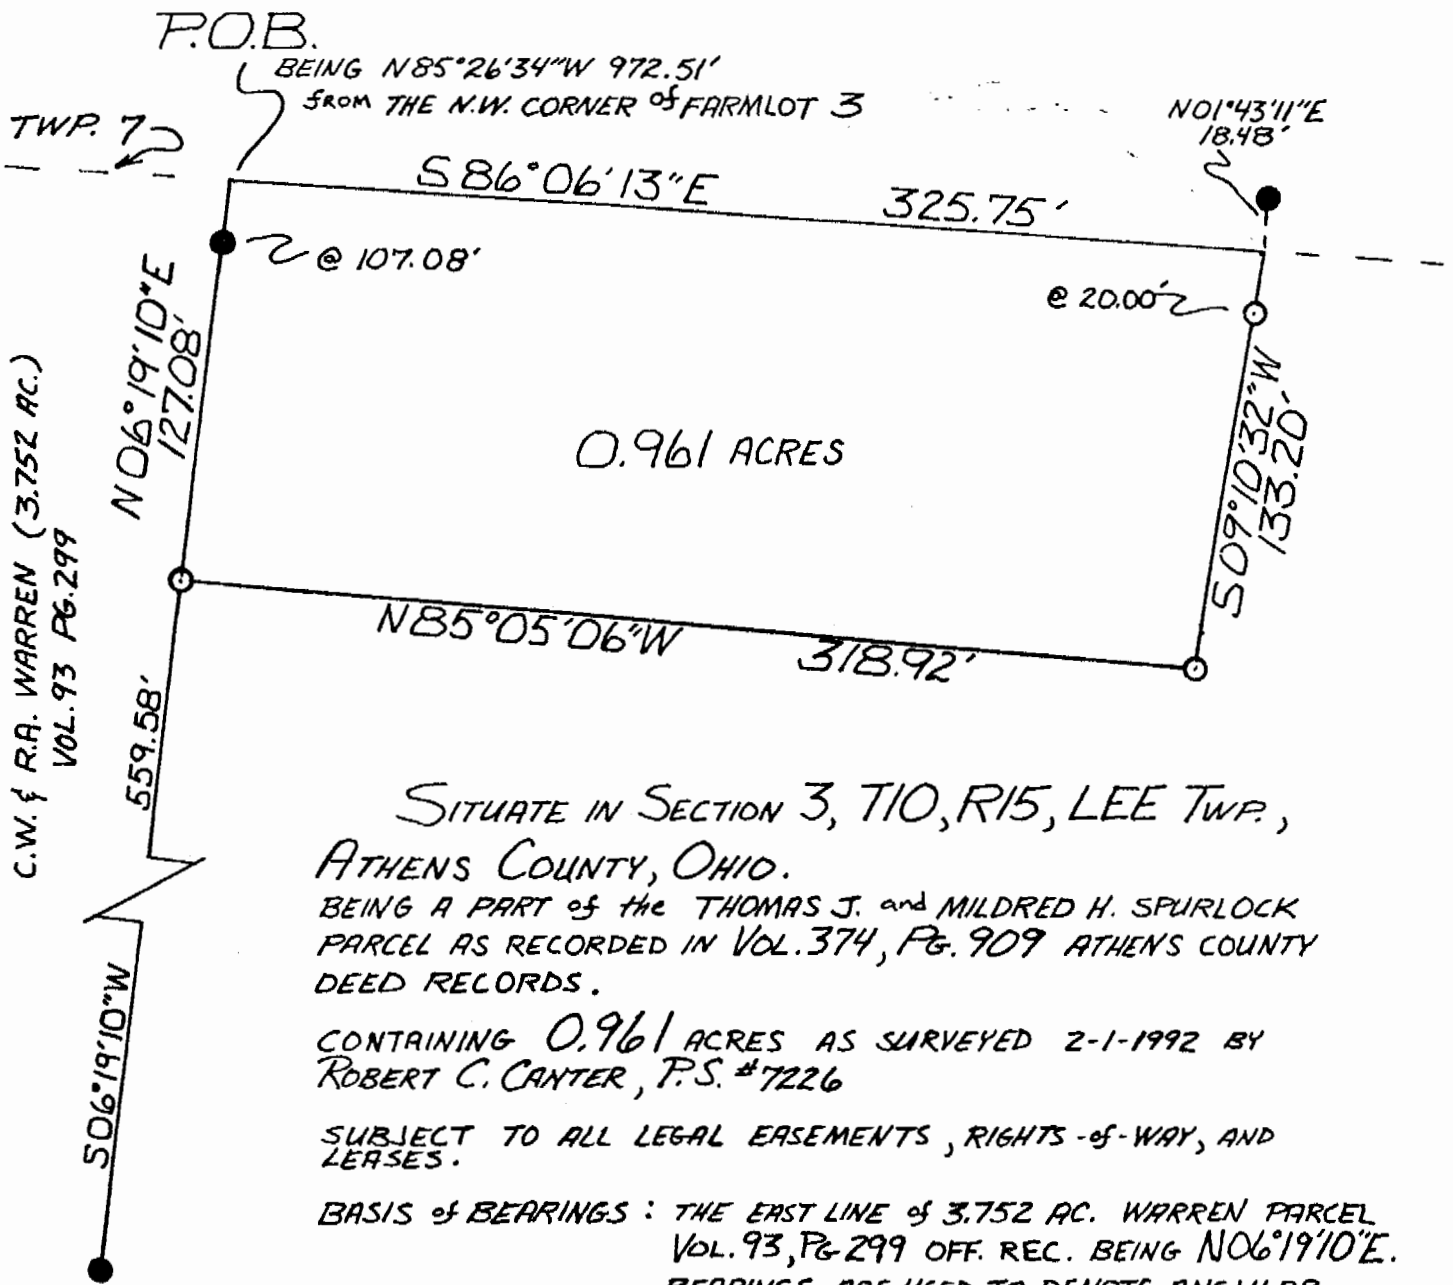 P.O.B.
BEING N85°26'34"W 972.51'
from THE N.W. CORNER of FARMLOT 3
TWP. 7
N01°43'11"E
18.48'
S86°06'13"E 325.75'
@ 107.08'
@ 20.00'
N06°19'10"E
127.08'
0.961 ACRES
S09°10'32"W
133.20'
C.W. & R.A. WARREN (3.752 AC.)
VOL.93 PG.299
N85°05'06"W 318.92'
559.58'
S06°19'10"W
SITUATE IN SECTION 3, T10, R15, LEE TWP.,
ATHENS COUNTY, OHIO.
BEING A PART of the THOMAS J. and MILDRED H. SPURLOCK
PARCEL AS RECORDED IN VOL.374, PG.909 ATHENS COUNTY
DEED RECORDS.
CONTAINING 0.961 ACRES AS SURVEYED 2-1-1992 BY
ROBERT C. CANTER, P.S. #7226
SUBJECT TO ALL LEGAL EASEMENTS, RIGHTS-of-WAY, AND
LEASES.
BASIS of BEARINGS: THE EAST LINE of 3.752 AC. WARREN PARCEL
VOL.93, PG 299 OFF. REC. BEING N06°19'10"E.
BEARINGS ARE USED TO DENOTE ANGULAR